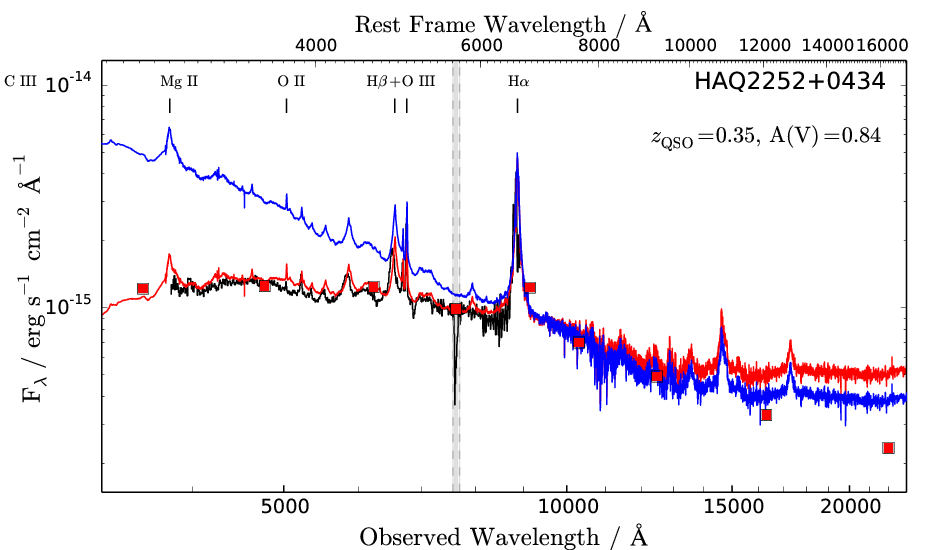 Rest Frame Wavelength / Å
4000 6000 8000 10000 12000 14000 16000
C III Mg II O II Hβ+O III Hα
HAQ2252+0434
z_QSO=0.35, A(V)=0.84
10⁻¹⁴
10⁻¹⁵
F_λ / erg s⁻¹ cm⁻² Å⁻¹
5000 10000 15000 20000
Observed Wavelength / Å